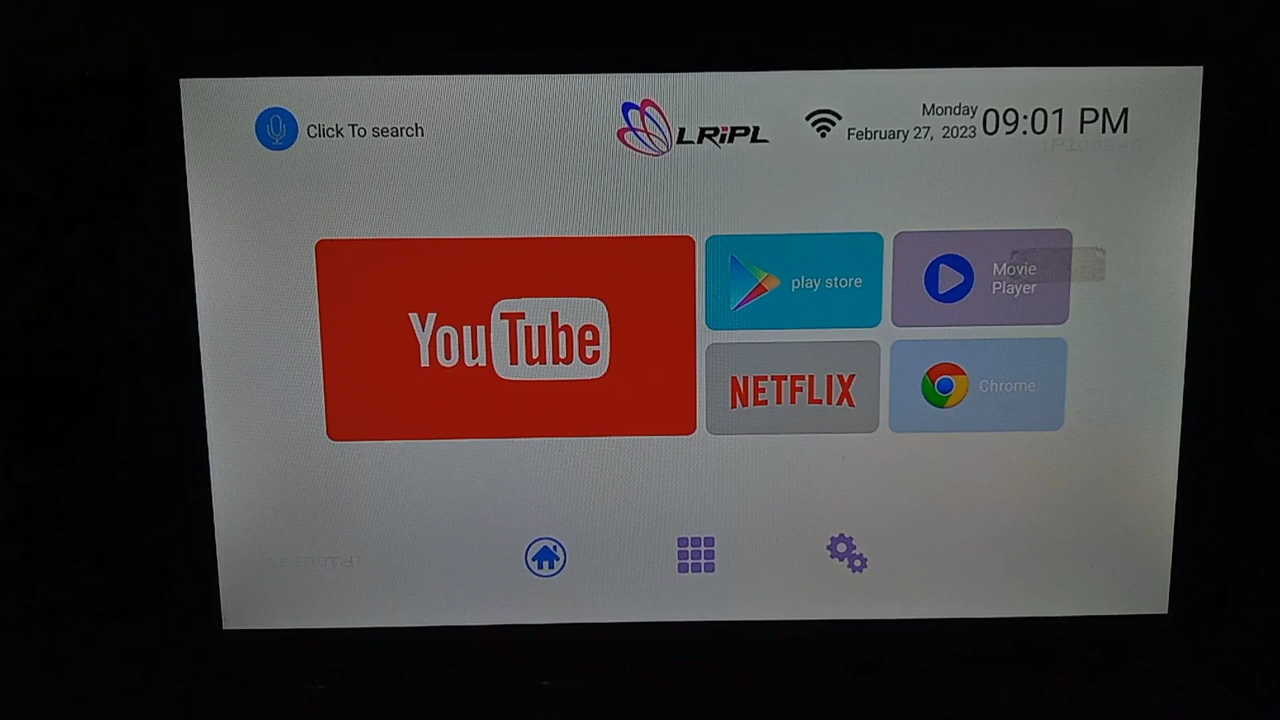 Click To search
LRiPL
Monday
February 27, 2023
09:01 PM
YouTube
play store
Movie
Player
NETFLIX
Chrome